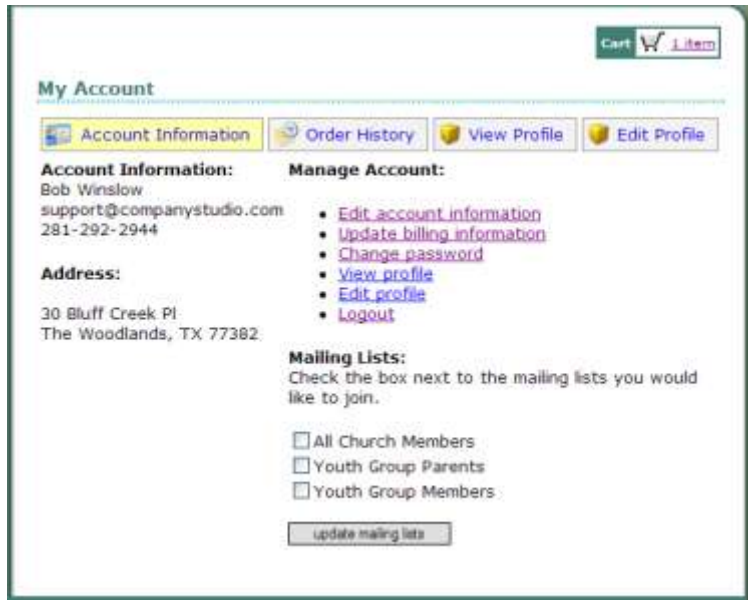 Cart 1 item
My Account
Account Information
Order History
View Profile
Edit Profile
Account Information:
Bob Winslow
support@companystudio.com
281-292-2944
Address:
30 Bluff Creek Pl
The Woodlands, TX 77382
Manage Account:
Edit account information
Update billing information
Change password
View profile
Edit profile
Logout
Mailing Lists:
Check the box next to the mailing lists you would
like to join.
All Church Members
Youth Group Parents
Youth Group Members
update mailing lists